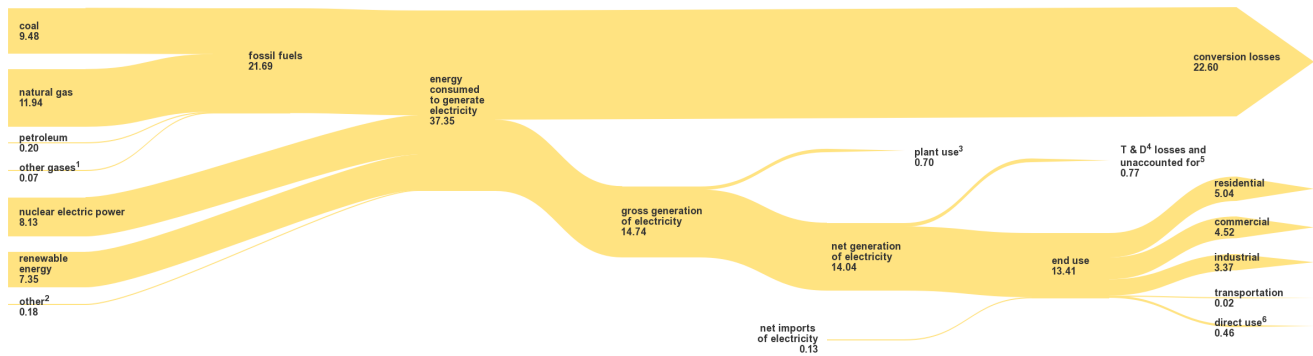 coal
9.48
natural gas
11.94
petroleum
0.20
other gases1
0.07
nuclear electric power
8.13
renewable
energy
7.35
other2
0.18
fossil fuels
21.69
energy
consumed
to generate
electricity
37.35
conversion losses
22.60
gross generation
of electricity
14.74
plant use3
0.70
net generation
of electricity
14.04
T & D4 losses and
unaccounted for5
0.77
net imports
of electricity
0.13
end use
13.41
residential
5.04
commercial
4.52
industrial
3.37
transportation
0.02
direct use6
0.46